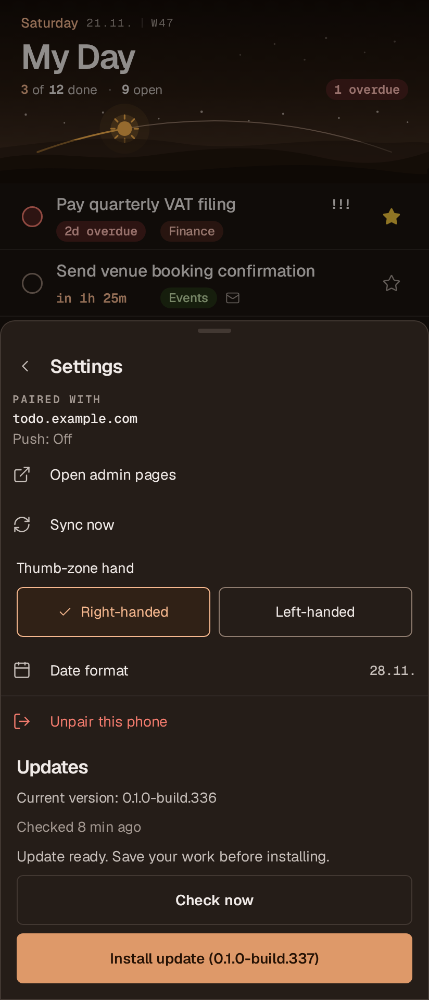 Saturday 21.11. | W47
My Day
3 of 12 done · 9 open
1 overdue
Pay quarterly VAT filing !!!
2d overdue Finance
Send venue booking confirmation
in 1h 25m Events
Settings
PAIRED WITH
todo.example.com
Push: Off
Open admin pages
Sync now
Thumb-zone hand
Right-handed Left-handed
Date format 28.11.
Unpair this phone
Updates
Current version: 0.1.0-build.336
Checked 8 min ago
Update ready. Save your work before installing.
Check now
Install update (0.1.0-build.337)